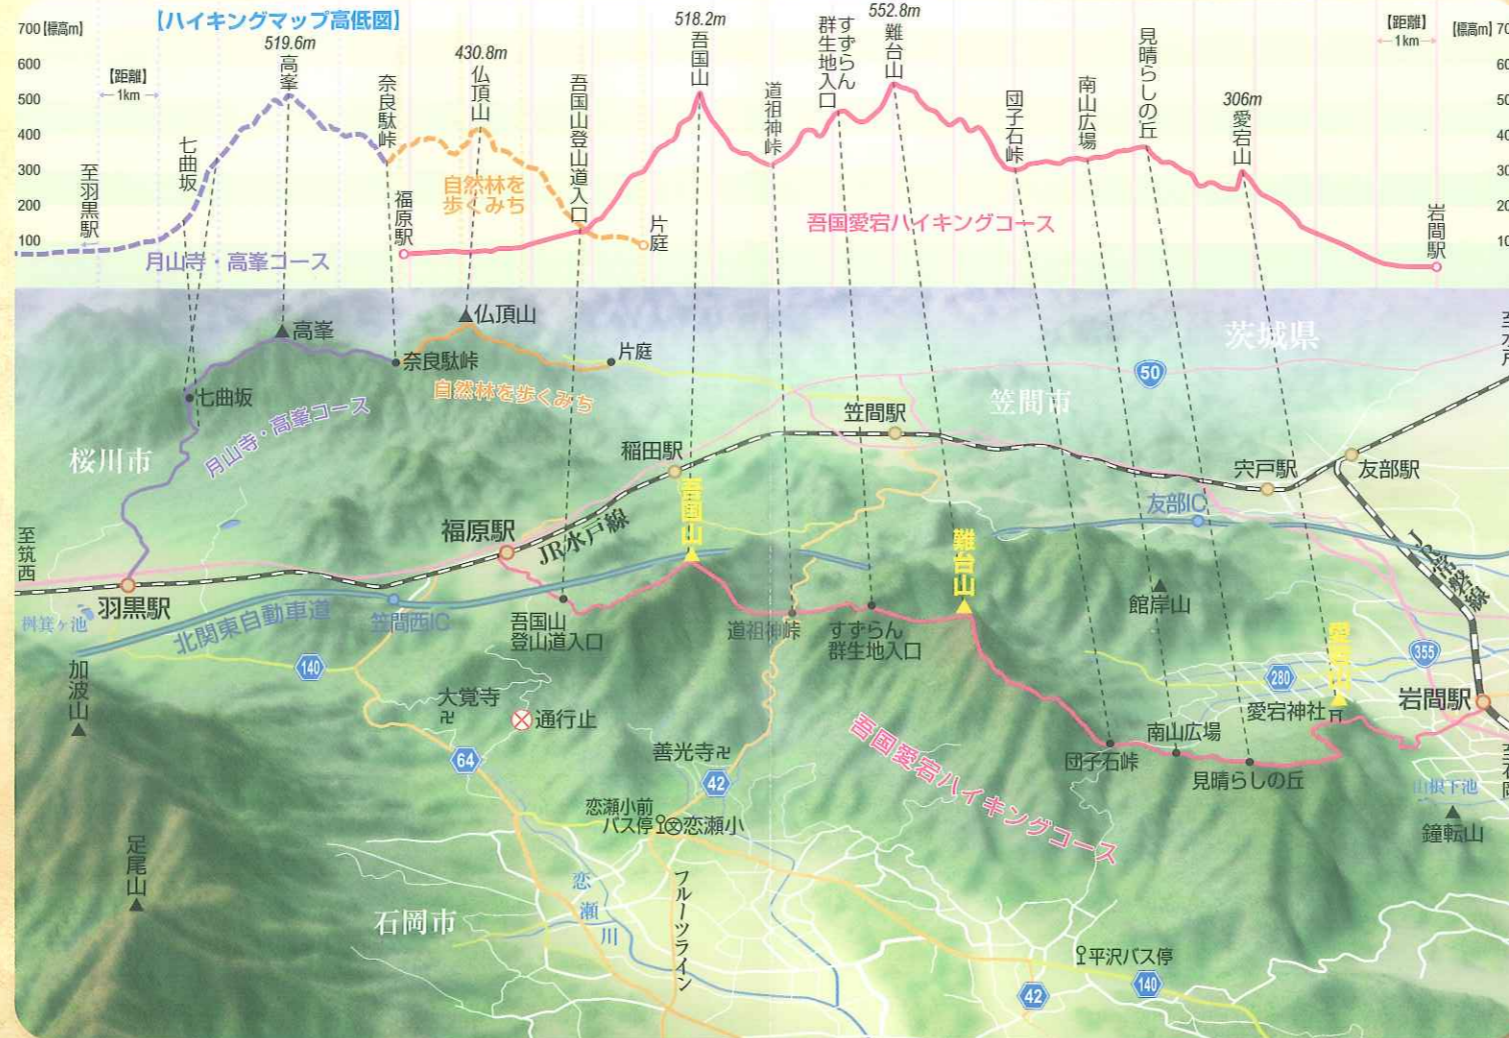 【ハイキングマップ高低図】
700【標高m】
600
500
400
300
200
100
【距離】
1km
至羽黒駅
七曲坂
519.6m
高峯
奈良駄峠
430.8m
仏頂山
福原駅
吾国山登山道入口
片庭
518.2m
吾国山
道祖神峠
すずらん
群生地入口
552.8m
難台山
団子石峠
南山広場
見晴らしの丘
306m
愛宕山
岩間駅
【距離】
1km
【標高m】
月山寺・高峯コース
自然林を
歩くみち
吾国愛宕ハイキングコース
高峯
仏頂山
奈良駄峠
片庭
七曲坂
自然林を歩くみち
月山寺・高峯コース
桜川市
茨城県
笠間市
50
笠間駅
稲田駅
宍戸駅
友部駅
友部IC
福原駅
JR水戸線
吾国山
難台山
JR常磐線
至筑西
羽黒駅
北関東自動車道
笠間西IC
140
吾国山
登山道入口
道祖神峠
すずらん
群生地入口
館岸山
愛宕山
355
280
愛宕神社
岩間駅
加波山
大覚寺
通行止
64
善光寺
42
吾国愛宕ハイキングコース
団子石峠
南山広場
見晴らしの丘
山根下池
鐘転山
恋瀬小前
バス停
文
恋瀬小
足尾山
石岡市
恋瀬川
フルーツライン
平沢バス停
140
42